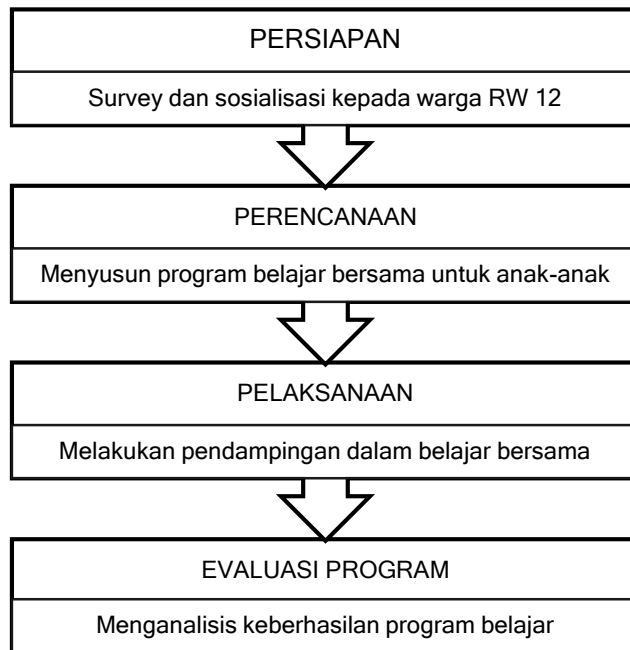 PERSIAPAN
Survey dan sosialisasi kepada warga RW 12
PERENCANAAN
Menyusun program belajar bersama untuk anak-anak
PELAKSANAAN
Melakukan pendampingan dalam belajar bersama
EVALUASI PROGRAM
Menganalisis keberhasilan program belajar